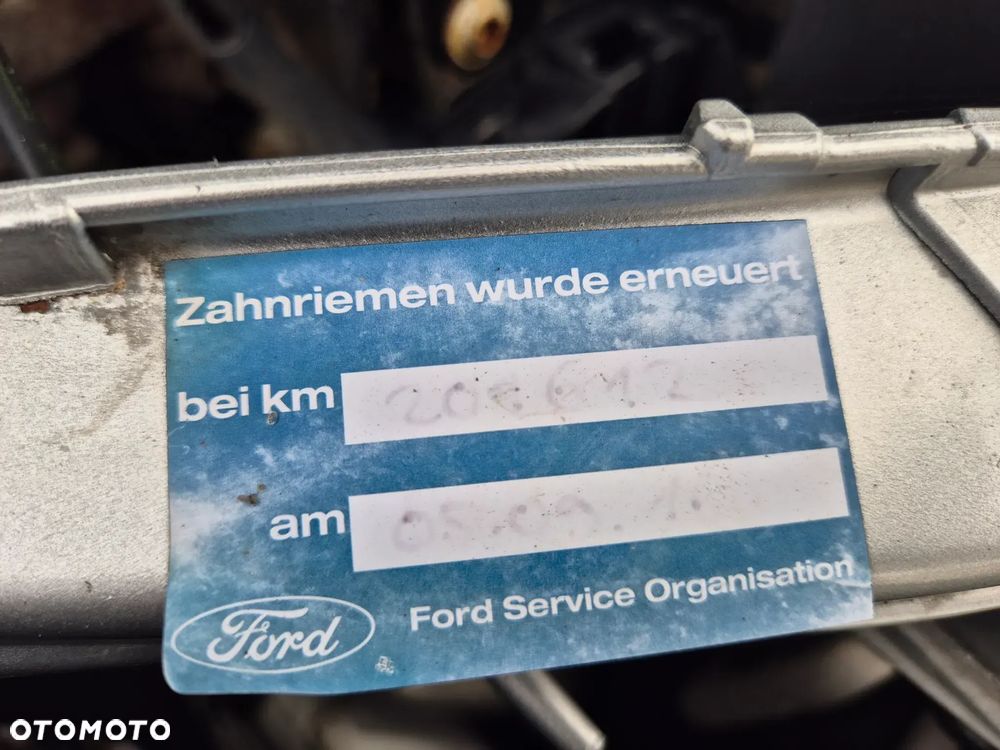 Zahnriemen wurde erneuert
bei km
am
Ford Service Organisation
Ford
OTOMOTO